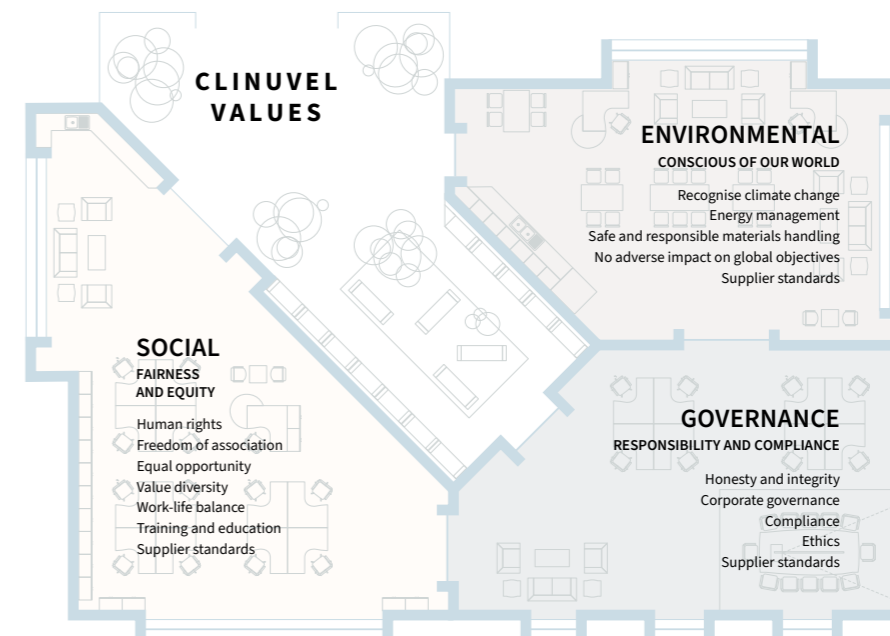 CLINUVEL
VALUES
ENVIRONMENTAL
CONSCIOUS OF OUR WORLD
Recognise climate change
Energy management
Safe and responsible materials handling
No adverse impact on global objectives
Supplier standards
SOCIAL
FAIRNESS
AND EQUITY
Human rights
Freedom of association
Equal opportunity
Value diversity
Work-life balance
Training and education
Supplier standards
GOVERNANCE
RESPONSIBILITY AND COMPLIANCE
Honesty and integrity
Corporate governance
Compliance
Ethics
Supplier standards